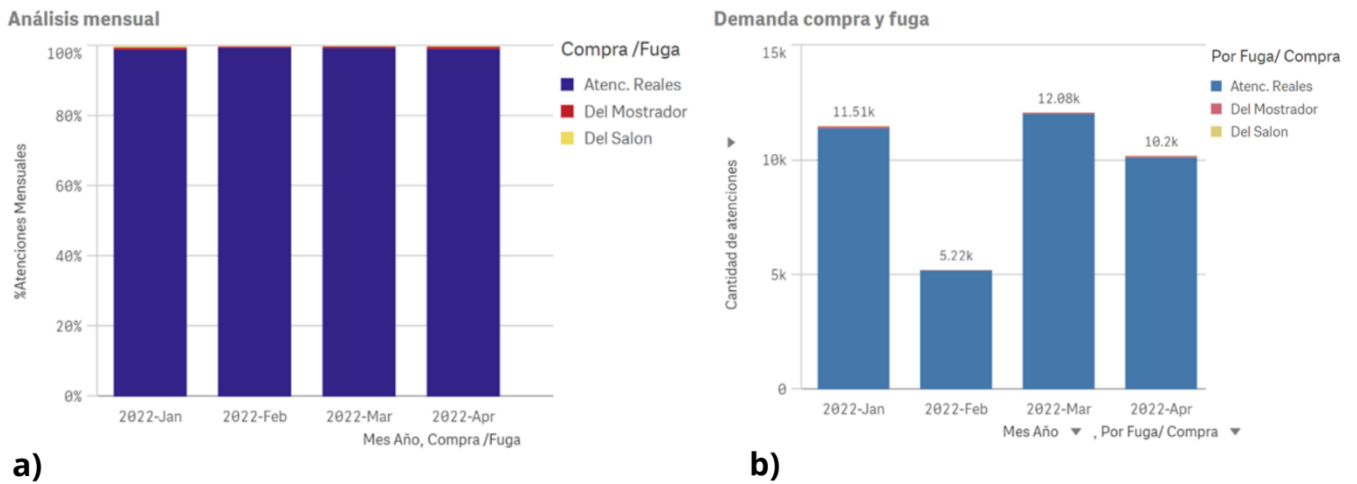 Análisis mensual
100%
80%
60%
40%
20%
0%
%Atenciones Mensuales
2022-Jan
2022-Feb
2022-Mar
2022-Apr
Mes Año, Compra /Fuga
Compra /Fuga
Atenc. Reales
Del Mostrador
Del Salon
a)
Demanda compra y fuga
15k
10k
5k
0
Cantidad de atenciones
11.51k
5.22k
12.08k
10.2k
2022-Jan
2022-Feb
2022-Mar
2022-Apr
Mes Año , Por Fuga/ Compra
Por Fuga/ Compra
Atenc. Reales
Del Mostrador
Del Salon
b)